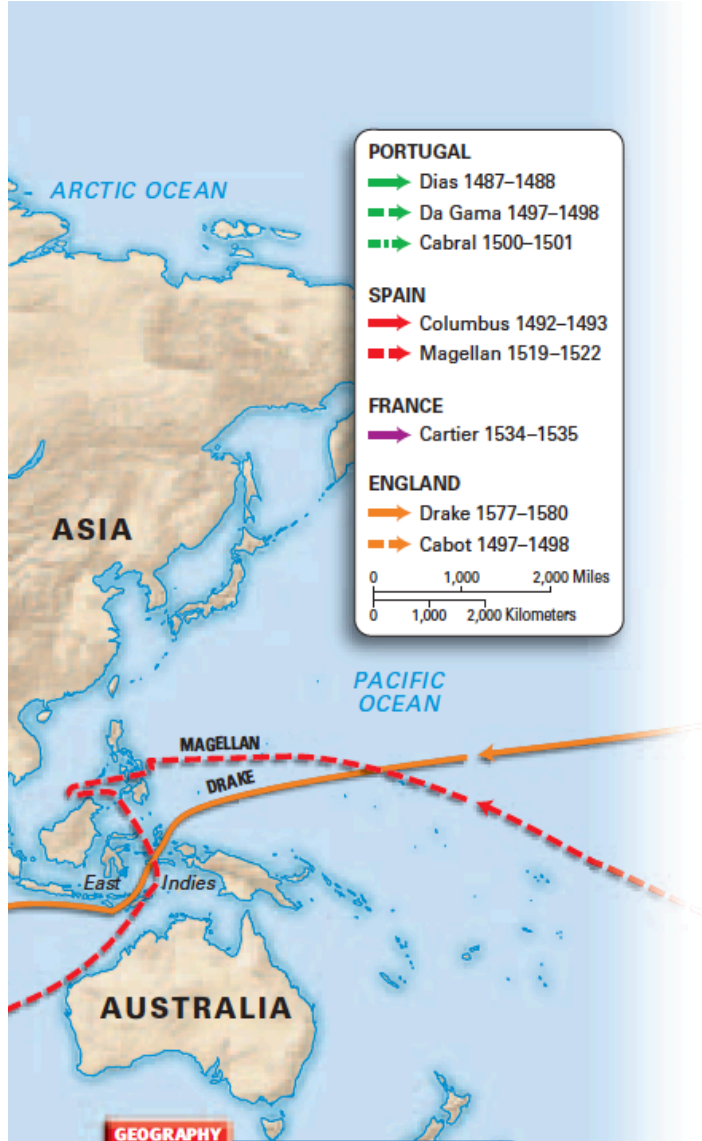 ARCTIC OCEAN
PORTUGAL
Dias 1487–1488
Da Gama 1497–1498
Cabral 1500–1501
SPAIN
Columbus 1492–1493
Magellan 1519–1522
FRANCE
Cartier 1534–1535
ENGLAND
Drake 1577–1580
Cabot 1497–1498
0 1,000 2,000 Miles
0 1,000 2,000 Kilometers
ASIA
PACIFIC
OCEAN
MAGELLAN
DRAKE
East Indies
AUSTRALIA
GEOGRAPHY